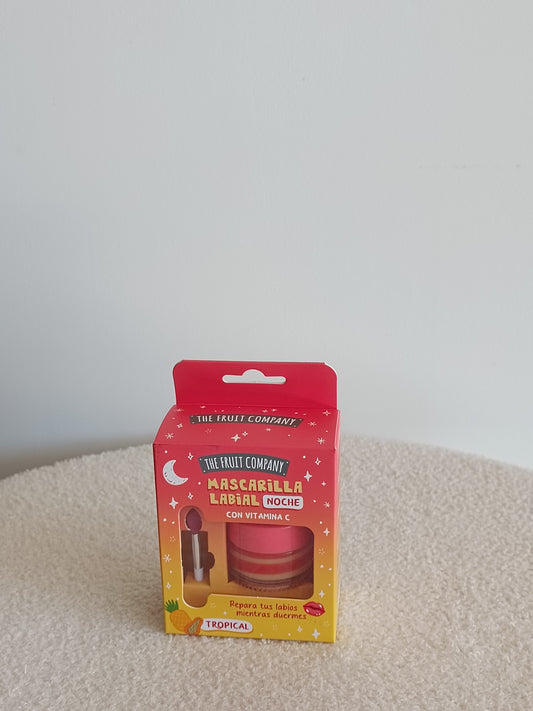 THE FRUIT COMPANY.
THE FRUIT COMPANY
MASCARILLA
LABIAL NOCHE
CON VITAMINA C
Repara tus labios
mientras duermes
TROPICAL